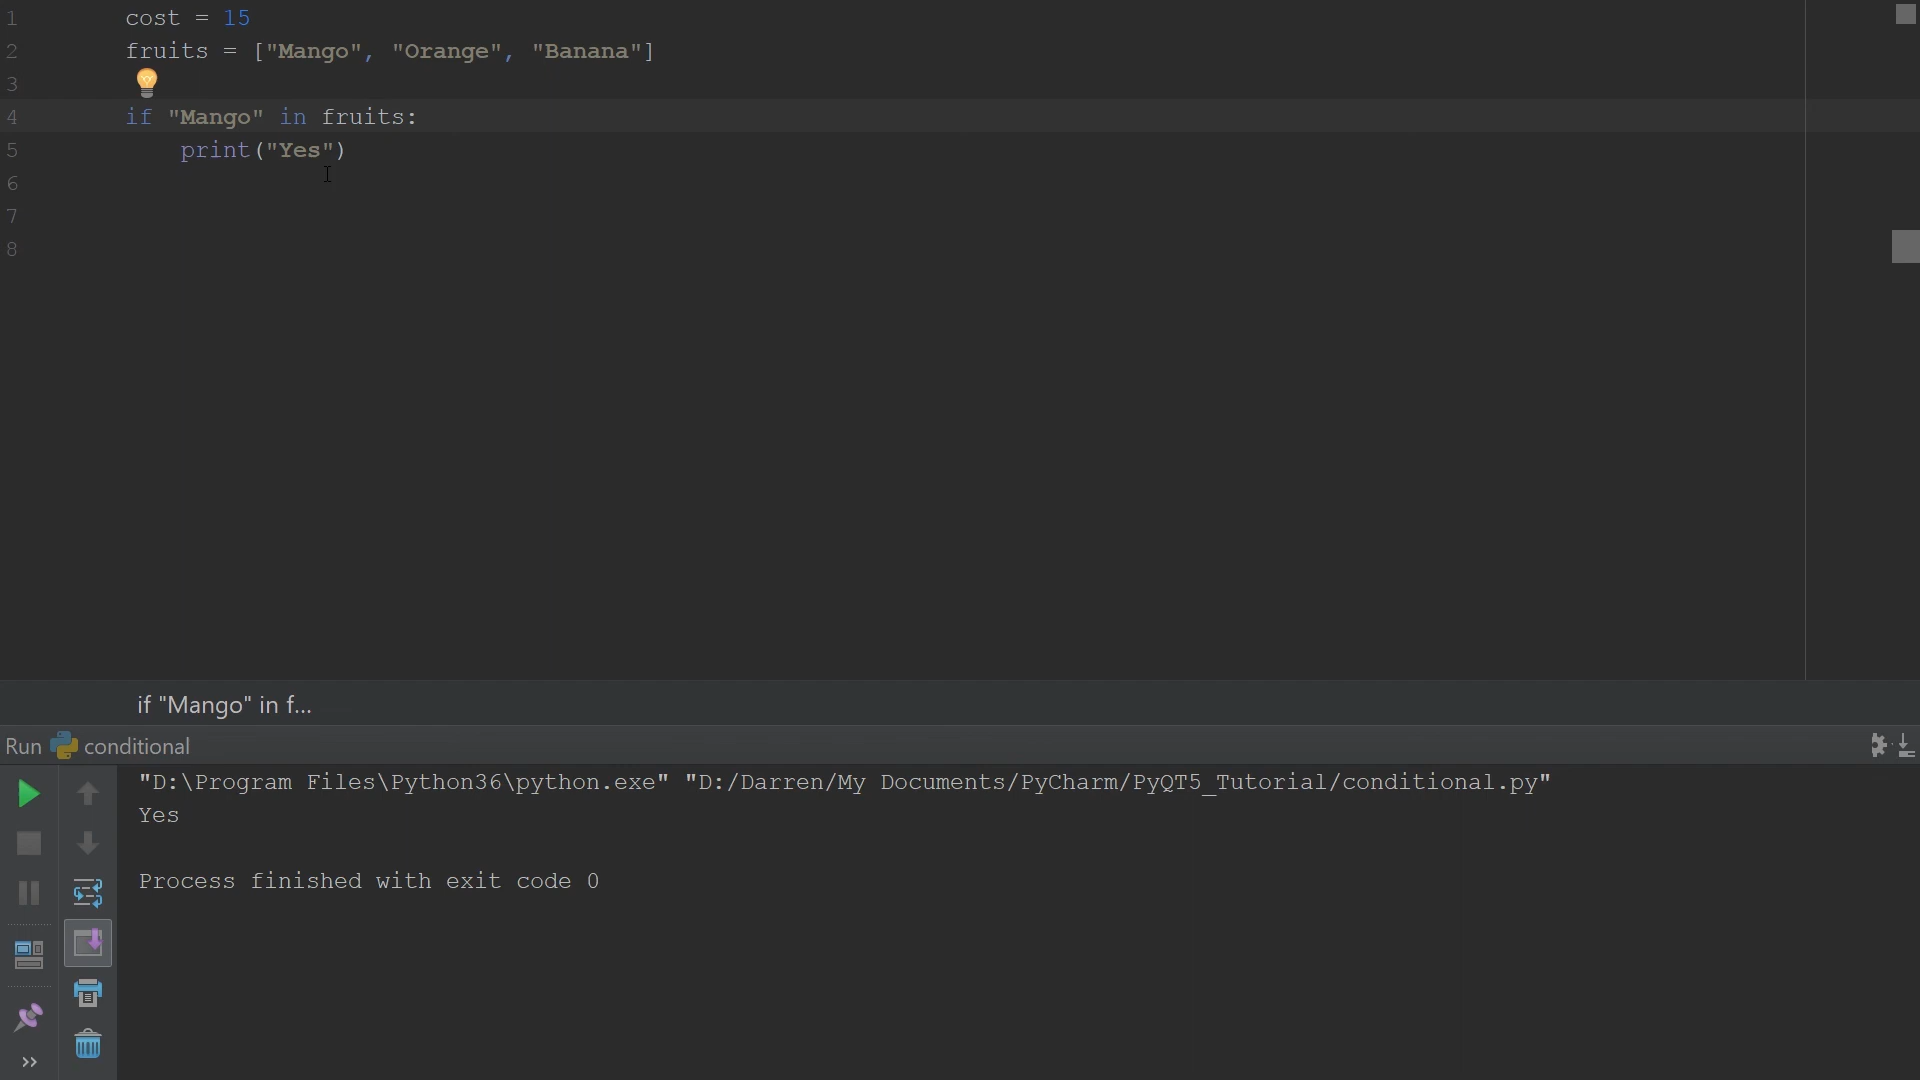 1 cost = 15
2 fruits = ["Mango", "Orange", "Banana"]
3
4 if "Mango" in fruits:
5 print("Yes")
6
7
8
if "Mango" in f...
Run conditional
"D:\Program Files\Python36\python.exe" "D:/Darren/My Documents/PyCharm/PyQT5_Tutorial/conditional.py"
Yes
Process finished with exit code 0